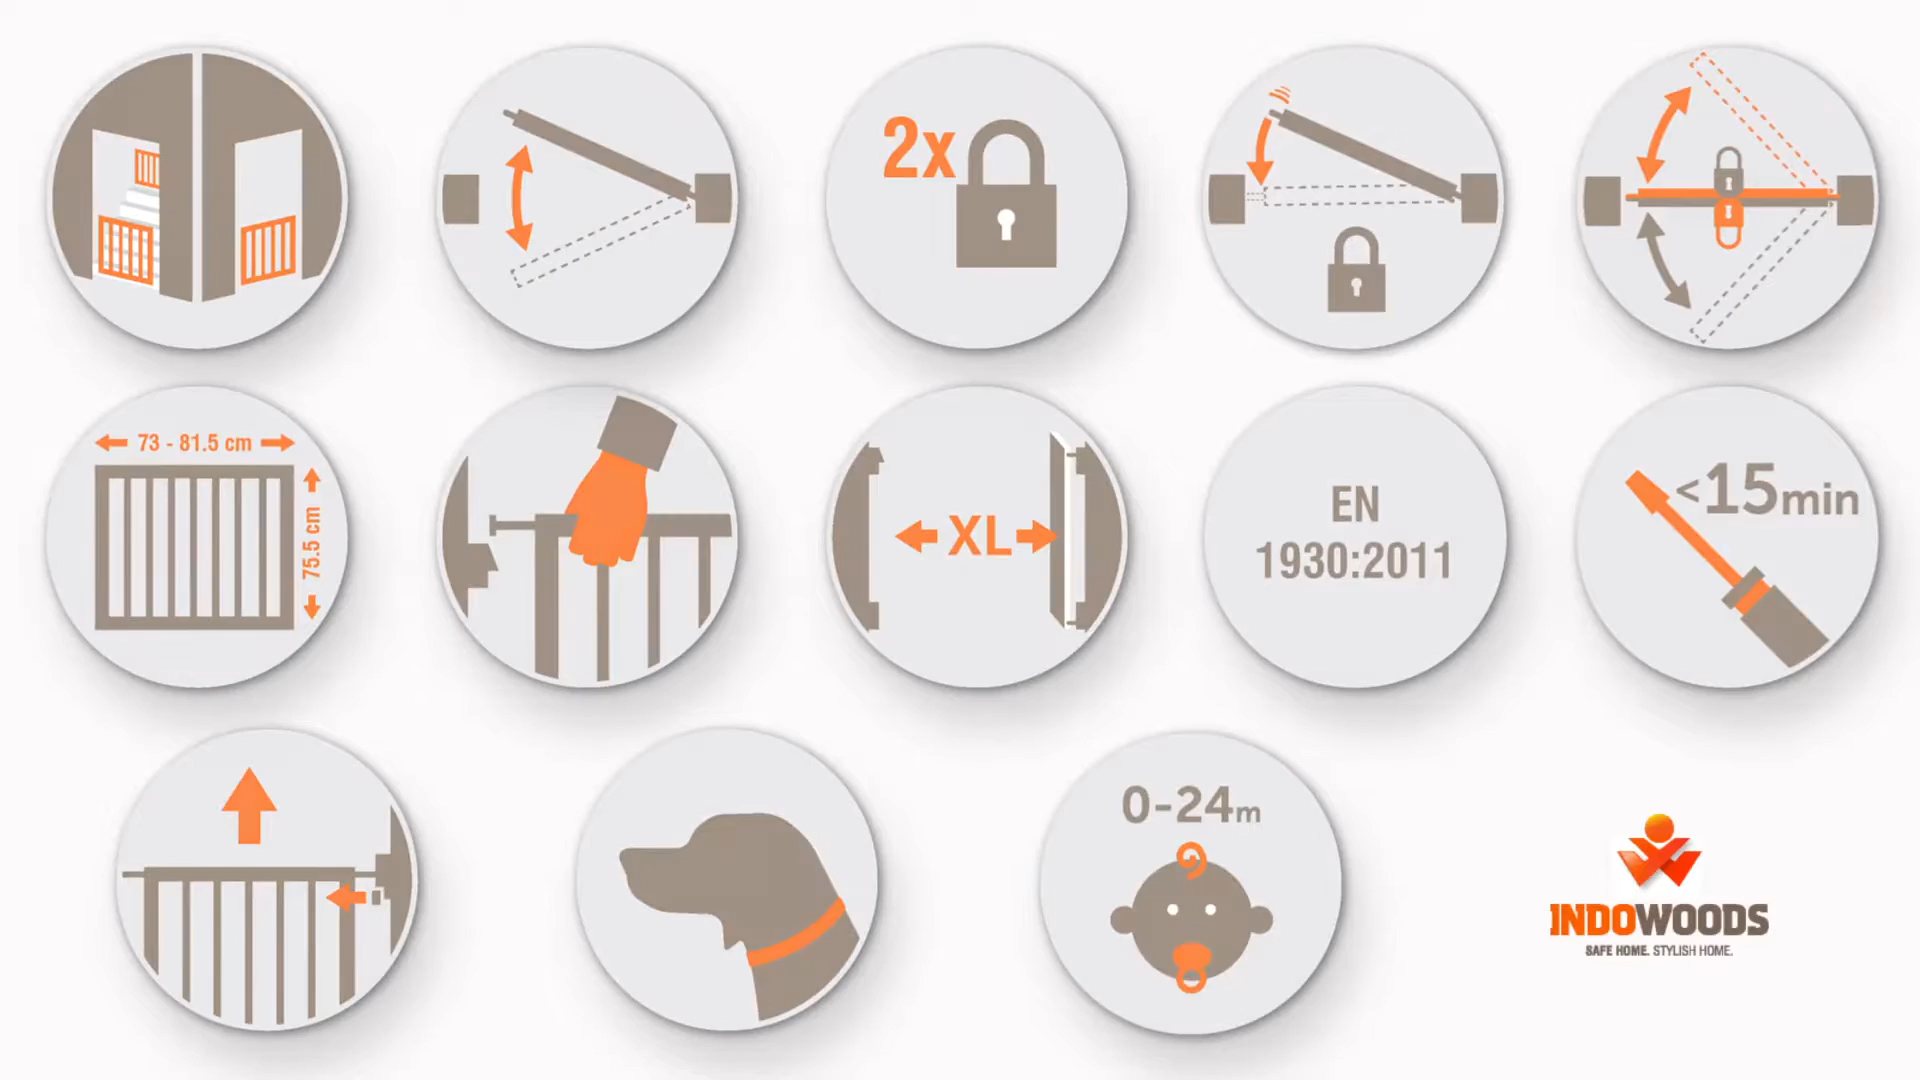 2x
73 - 81.5 cm
75.5 cm
XL
EN
1930:2011
<15min
0-24m
INDOWOODS
SAFE HOME. STYLISH HOME.